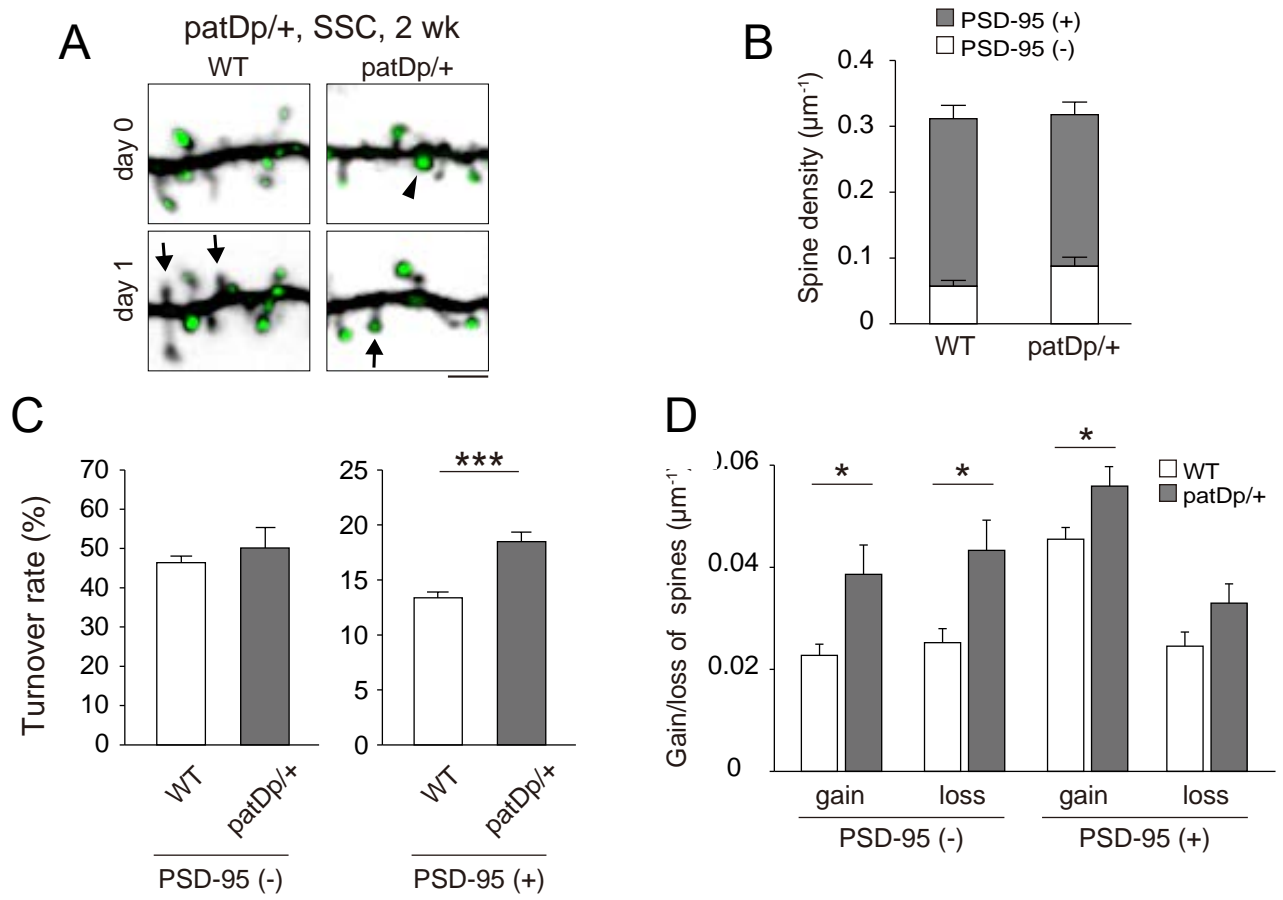 A
patDp/+, SSC, 2 wk
WT
patDp/+
day 0
day 1
B
PSD-95 (+)
PSD-95 (-)
Spine density (µm-1)
0.4
0.3
0.2
0.1
0
WT
patDp/+
C
Turnover rate (%)
70
60
50
40
30
20
10
0
WT
patDp/+
PSD-95 (-)
***
25
20
15
10
5
0
WT
patDp/+
PSD-95 (+)
D
Gain/loss of spines (µm-1)
0.06
0.04
0.02
0
*
*
*
WT
patDp/+
gain
loss
gain
loss
PSD-95 (-)
PSD-95 (+)